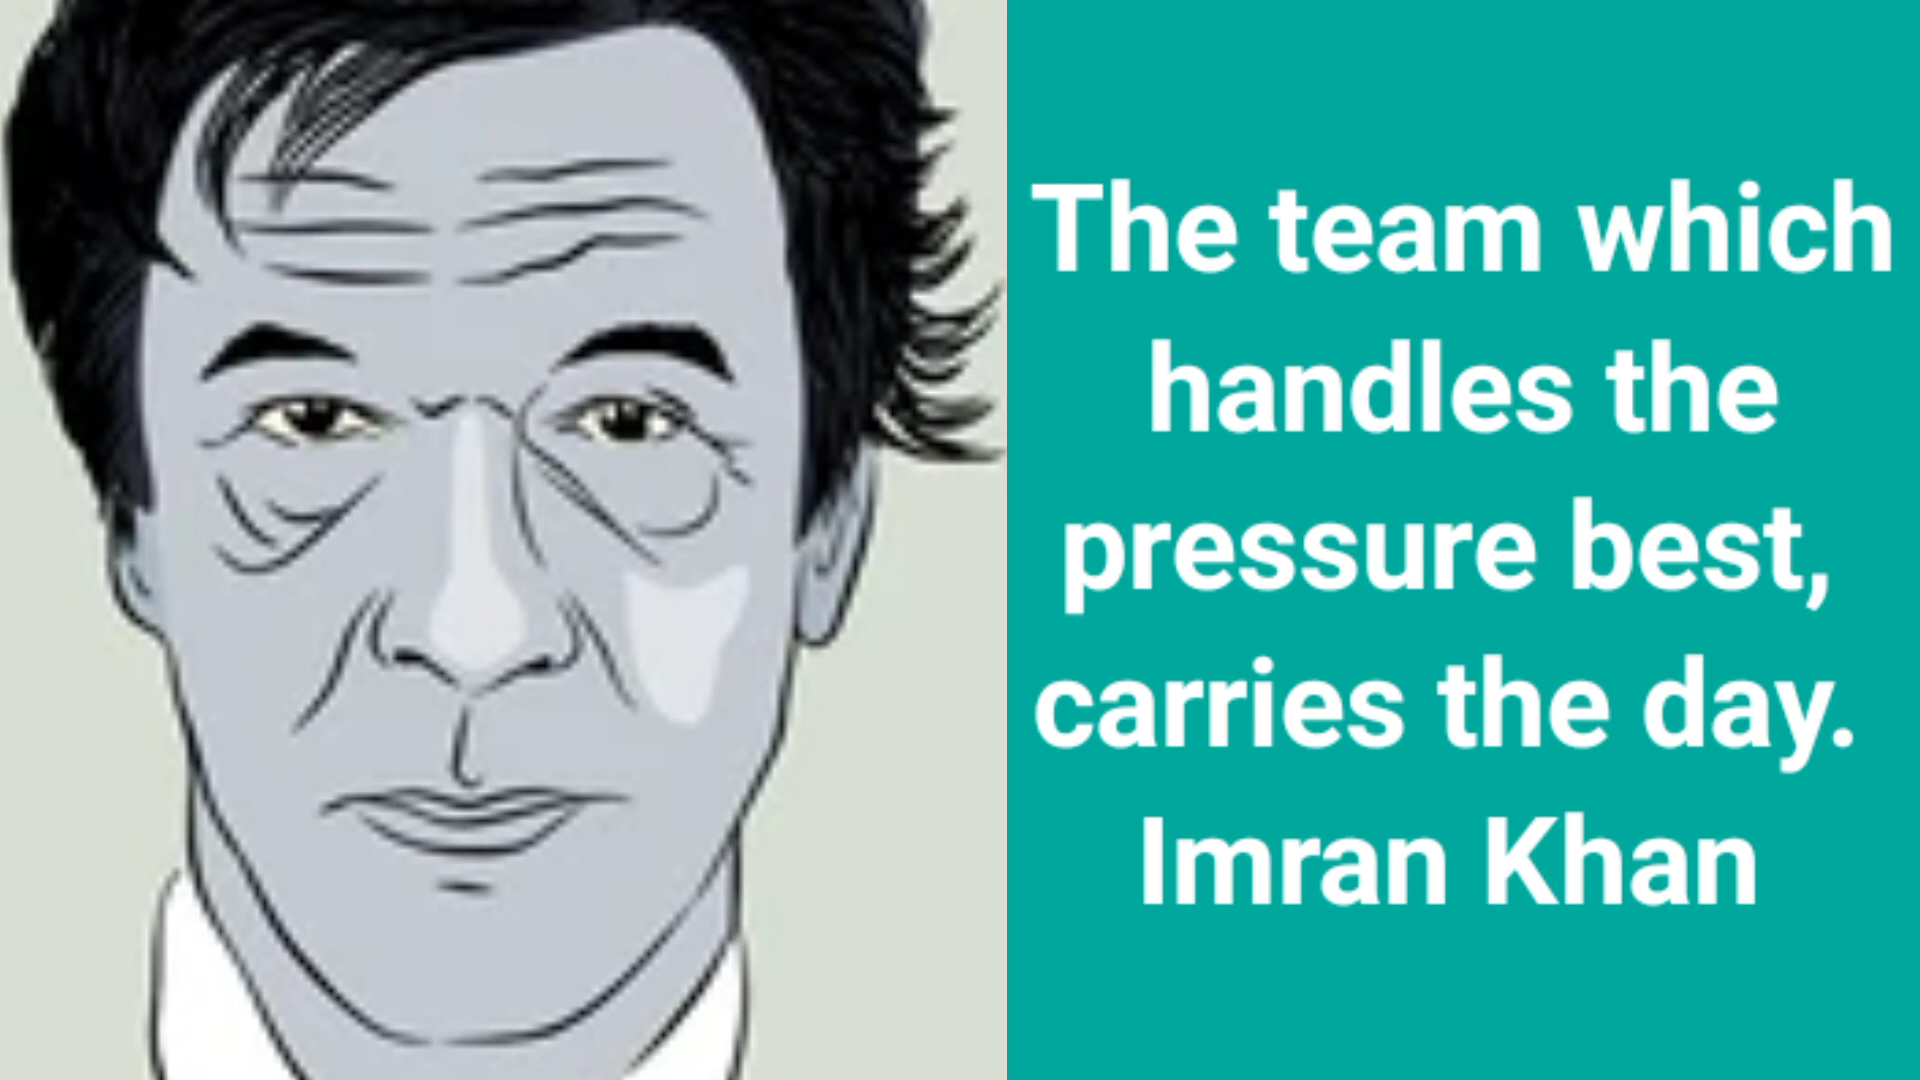 The team which
handles the
pressure best,
carries the day.
Imran Khan